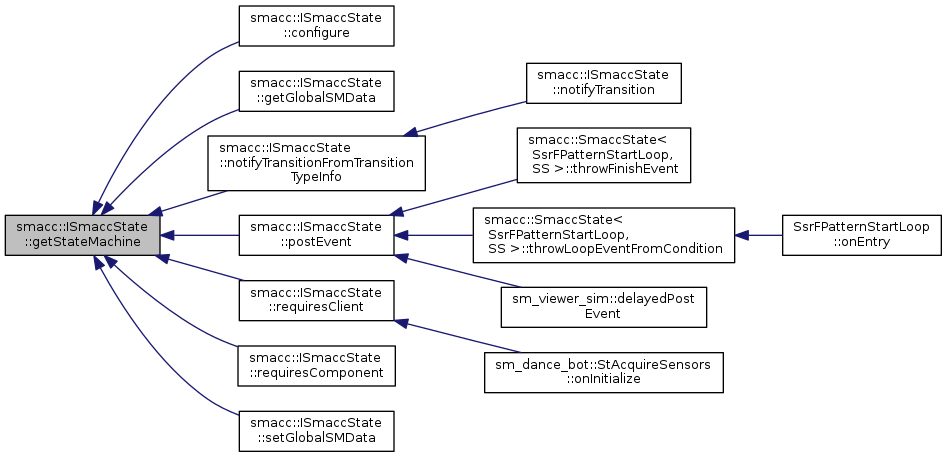 smacc::ISmaccState
::getStateMachine
smacc::ISmaccState
::configure
smacc::ISmaccState
::getGlobalSMData
smacc::ISmaccState
::notifyTransitionFromTransition
TypeInfo
smacc::ISmaccState
::notifyTransition
smacc::ISmaccState
::postEvent
smacc::SmaccState<
SsrFPatternStartLoop,
SS >::throwFinishEvent
smacc::SmaccState<
SsrFPatternStartLoop,
SS >::throwLoopEventFromCondition
SsrFPatternStartLoop
::onEntry
sm_viewer_sim::delayedPost
Event
smacc::ISmaccState
::requiresClient
sm_dance_bot::StAcquireSensors
::onInitialize
smacc::ISmaccState
::requiresComponent
smacc::ISmaccState
::setGlobalSMData